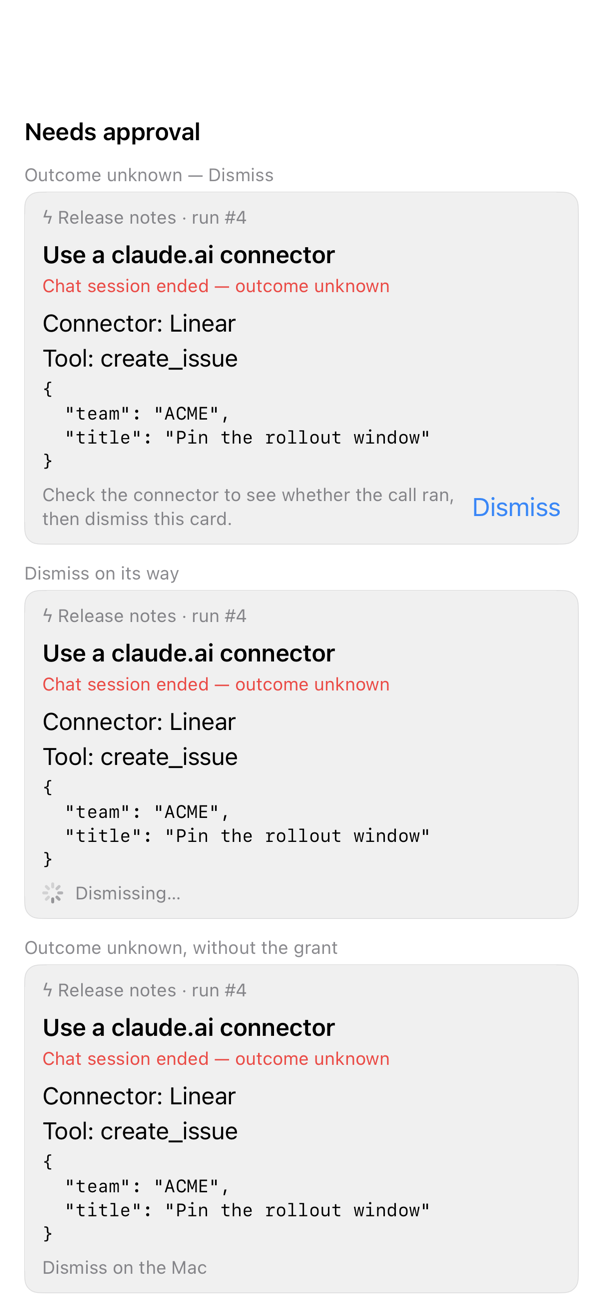 Needs approval
Outcome unknown — Dismiss
ϟ Release notes · run #4
Use a claude.ai connector
Chat session ended — outcome unknown
Connector: Linear
Tool: create_issue
{
  "team": "ACME",
  "title": "Pin the rollout window"
}
Check the connector to see whether the call ran,
then dismiss this card.
Dismiss
Dismiss on its way
ϟ Release notes · run #4
Use a claude.ai connector
Chat session ended — outcome unknown
Connector: Linear
Tool: create_issue
{
  "team": "ACME",
  "title": "Pin the rollout window"
}
Dismissing...
Outcome unknown, without the grant
ϟ Release notes · run #4
Use a claude.ai connector
Chat session ended — outcome unknown
Connector: Linear
Tool: create_issue
{
  "team": "ACME",
  "title": "Pin the rollout window"
}
Dismiss on the Mac